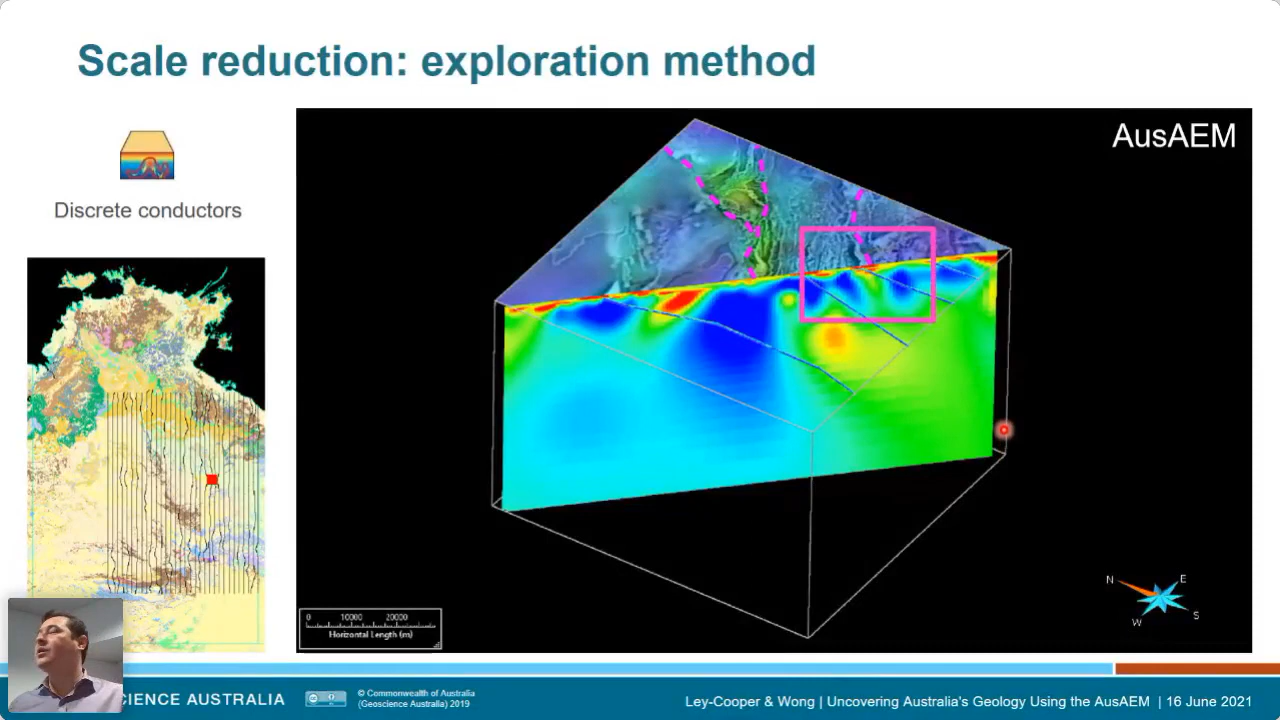 Scale reduction: exploration method
AusAEM
Discrete conductors
N
E
W
S
0 10000 20000
Horizontal Length (m)
CIENCE AUSTRALIA
© Commonwealth of Australia
(Geoscience Australia) 2019
Ley-Cooper & Wong | Uncovering Australia's Geology Using the AusAEM | 16 June 2021